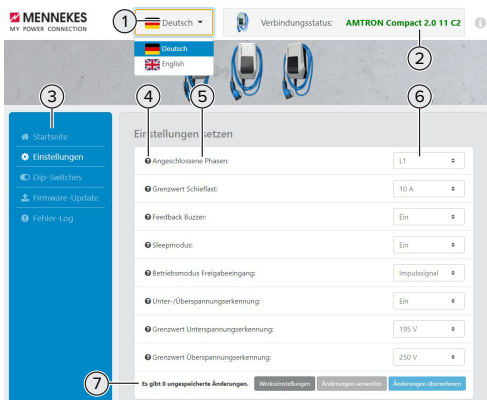 MENNEKES
MY POWER CONNECTION
1
Deutsch
Verbindungsstatus: AMTRON Compact 2.0 11 C2
Deutsch
English
2
3
4
5
6
Startseite
Einstellungen
Dip-Switches
Firmware-Update
Fehler-Log
Einstellungen setzen
Angeschlossene Phasen: L1
Grenzwert Schieflast: 10 A
Feedback Buzzer: Ein
Sleepmodus: Ein
Betriebsmodus Freigabeeingang: Impulssignal
Unter-/Überspannungserkennung: Ein
Grenzwert Unterspannungserkennung: 195 V
Grenzwert Überspannungserkennung: 250 V
7
Es gibt 0 ungespeicherte Änderungen. Werkseinstellungen Änderungen verwerfen Änderungen übernehmen